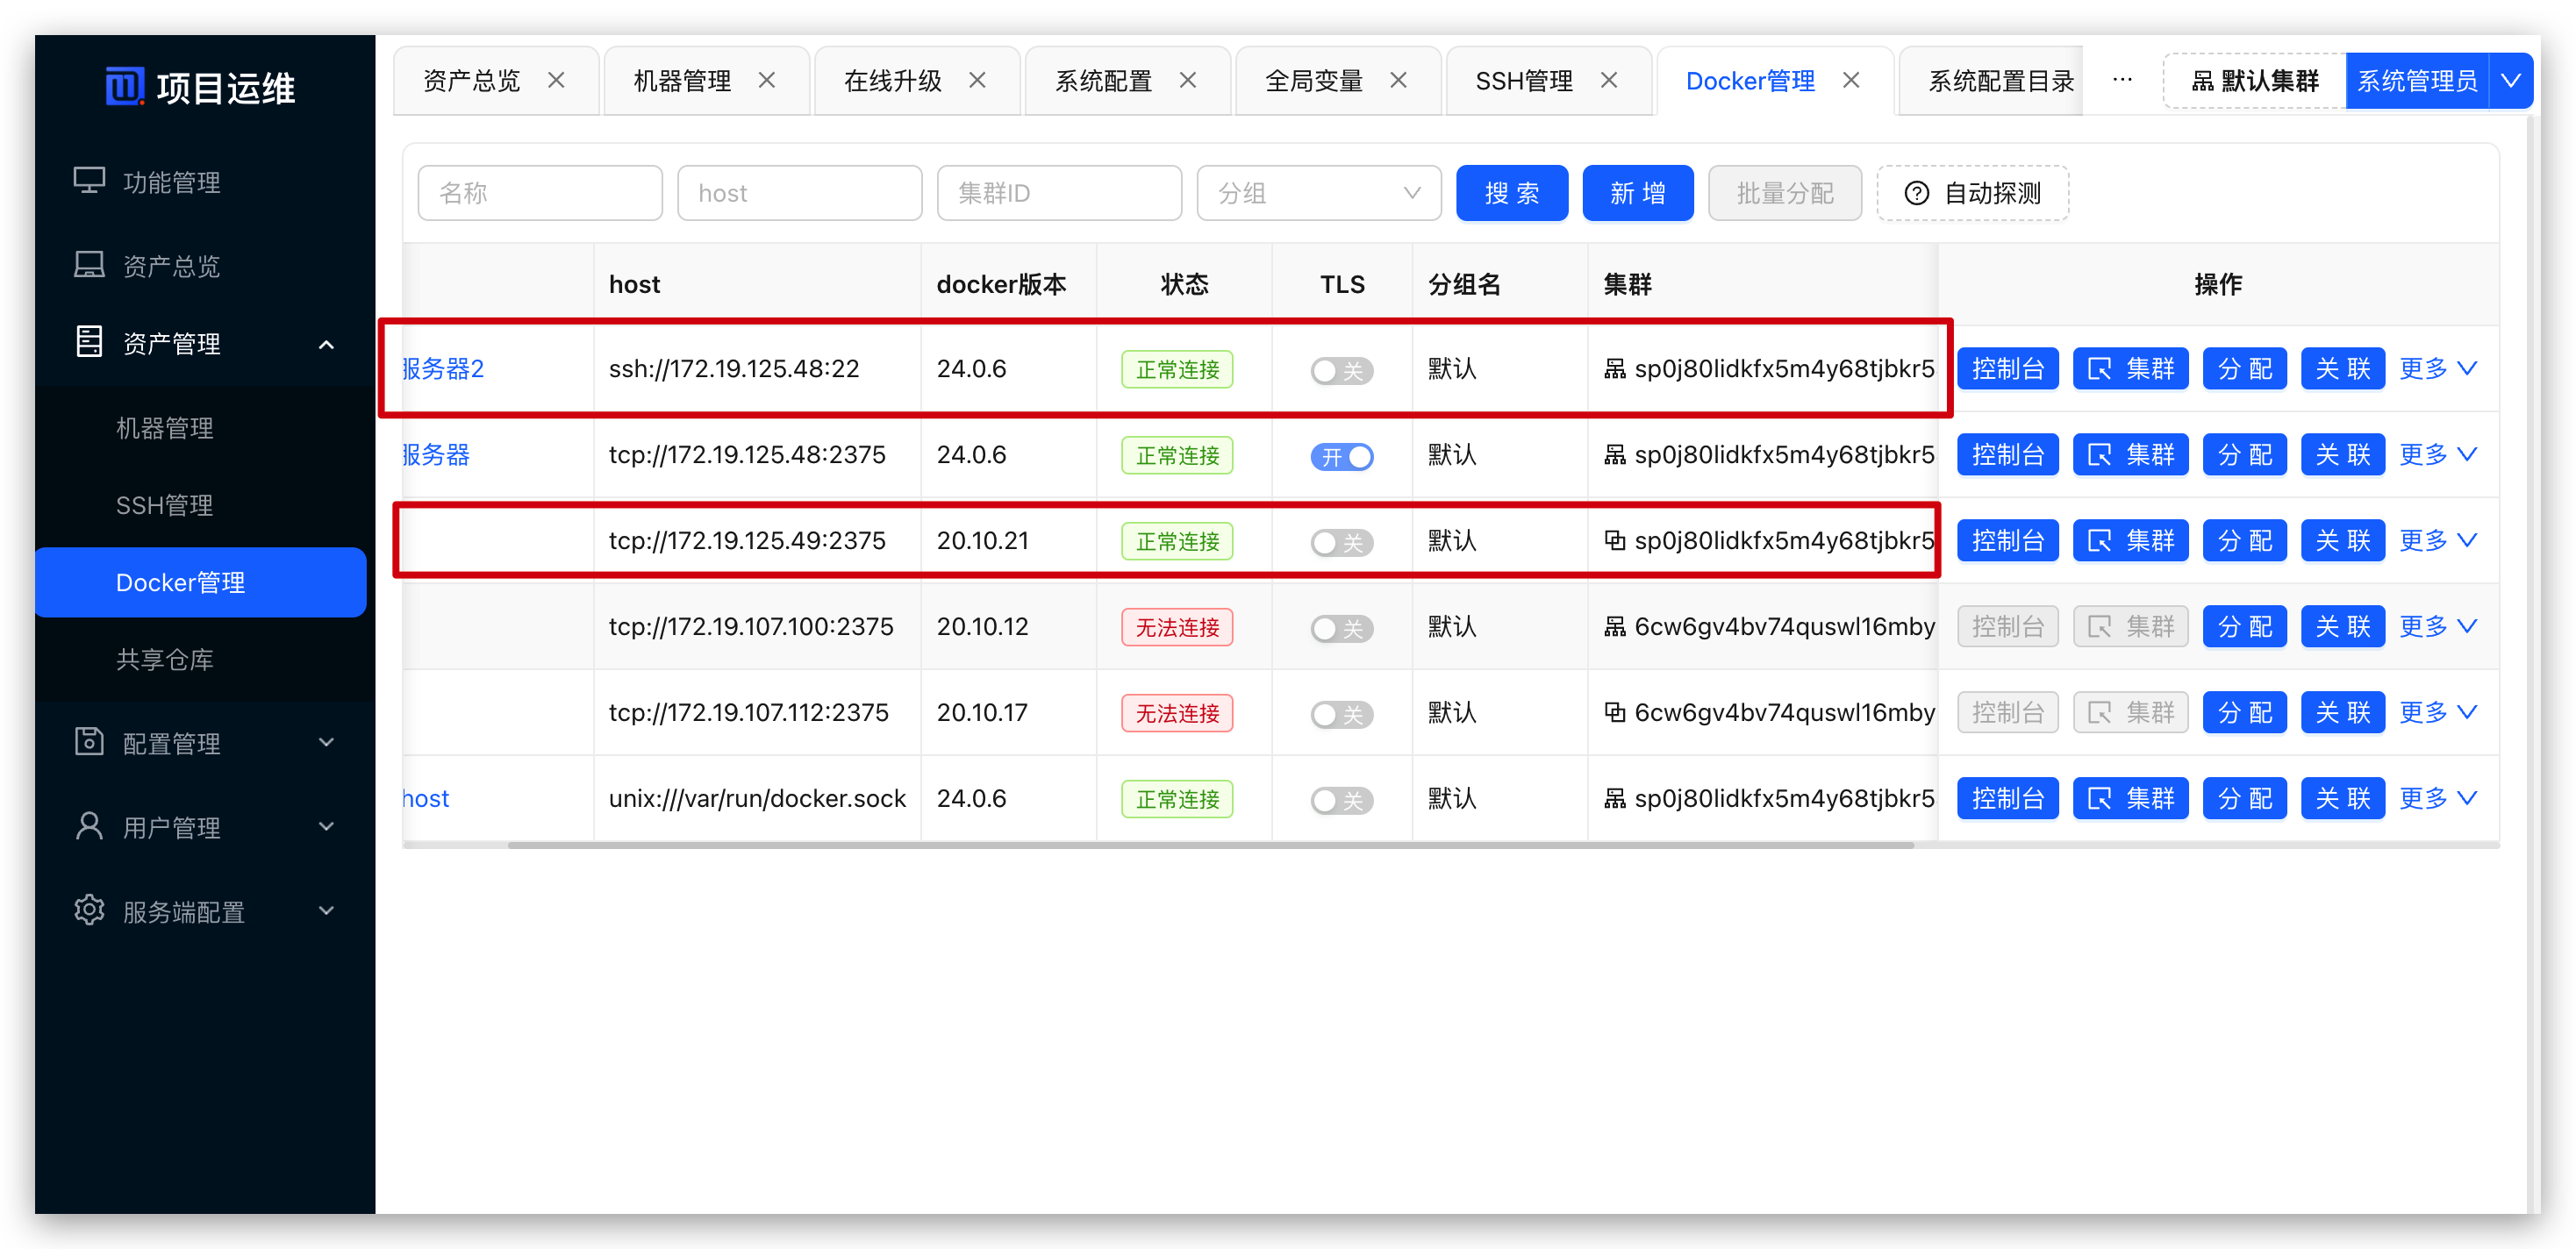 项目运维
功能管理
资产总览
资产管理
机器管理
SSH管理
Docker管理
共享仓库
配置管理
用户管理
服务端配置
资产总览 机器管理 在线升级 系统配置 全局变量 SSH管理 Docker管理 系统配置目录 ··· 默认集群 系统管理员
名称 host 集群ID 分组 搜 索 新 增 批量分配 自动探测
host docker版本 状态 TLS 分组名 集群 操作
服务器2 ssh://172.19.125.48:22 24.0.6 正常连接 关 默认 sp0j80lidkfx5m4y68tjbkr5 控制台 集群 分 配 关 联 更多
服务器 tcp://172.19.125.48:2375 24.0.6 正常连接 开 默认 sp0j80lidkfx5m4y68tjbkr5 控制台 集群 分 配 关 联 更多
tcp://172.19.125.49:2375 20.10.21 正常连接 关 默认 sp0j80lidkfx5m4y68tjbkr5 控制台 集群 分 配 关 联 更多
tcp://172.19.107.100:2375 20.10.12 无法连接 关 默认 6cw6gv4bv74quswl16mby 控制台 集群 分 配 关 联 更多
tcp://172.19.107.112:2375 20.10.17 无法连接 关 默认 6cw6gv4bv74quswl16mby 控制台 集群 分 配 关 联 更多
host unix:///var/run/docker.sock 24.0.6 正常连接 关 默认 sp0j80lidkfx5m4y68tjbkr5 控制台 集群 分 配 关 联 更多